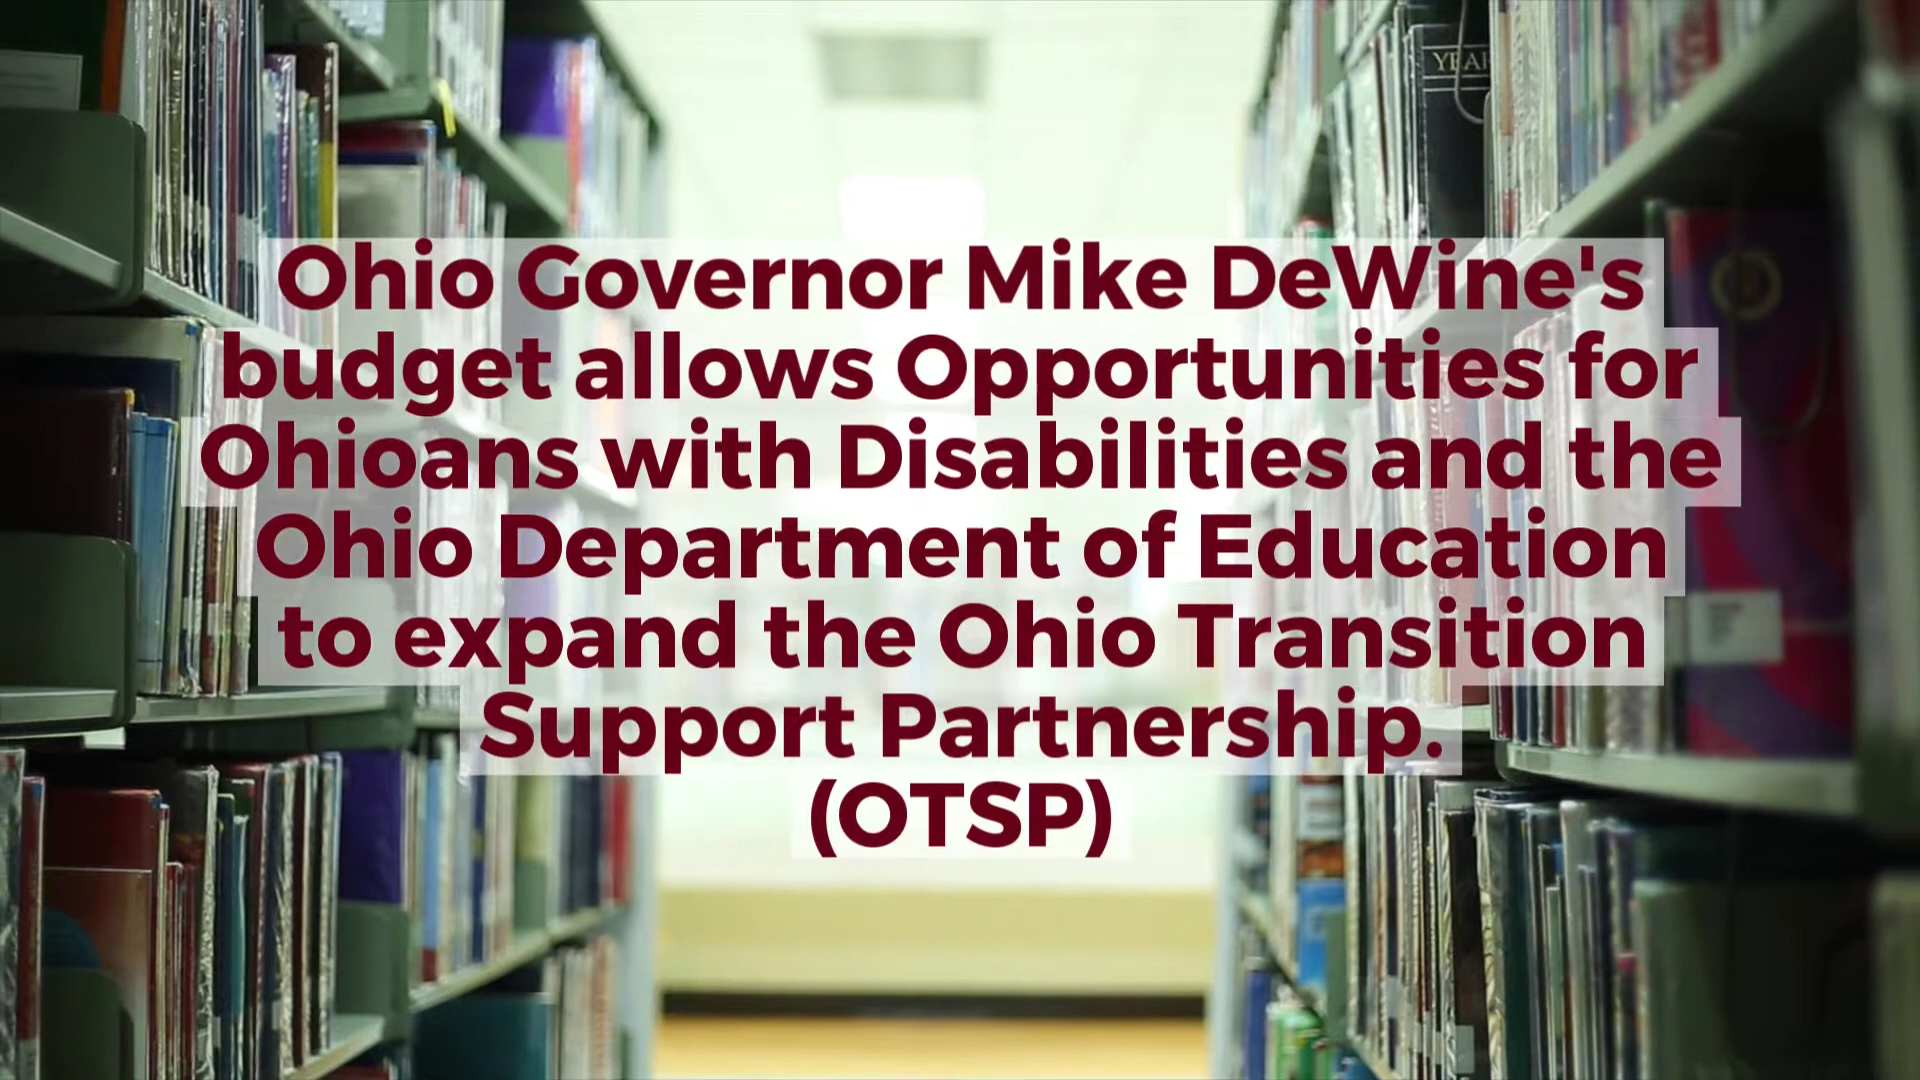 YEAR
Ohio Governor Mike DeWine's
budget allows Opportunities for
Ohioans with Disabilities and the
Ohio Department of Education
to expand the Ohio Transition
Support Partnership.
(OTSP)